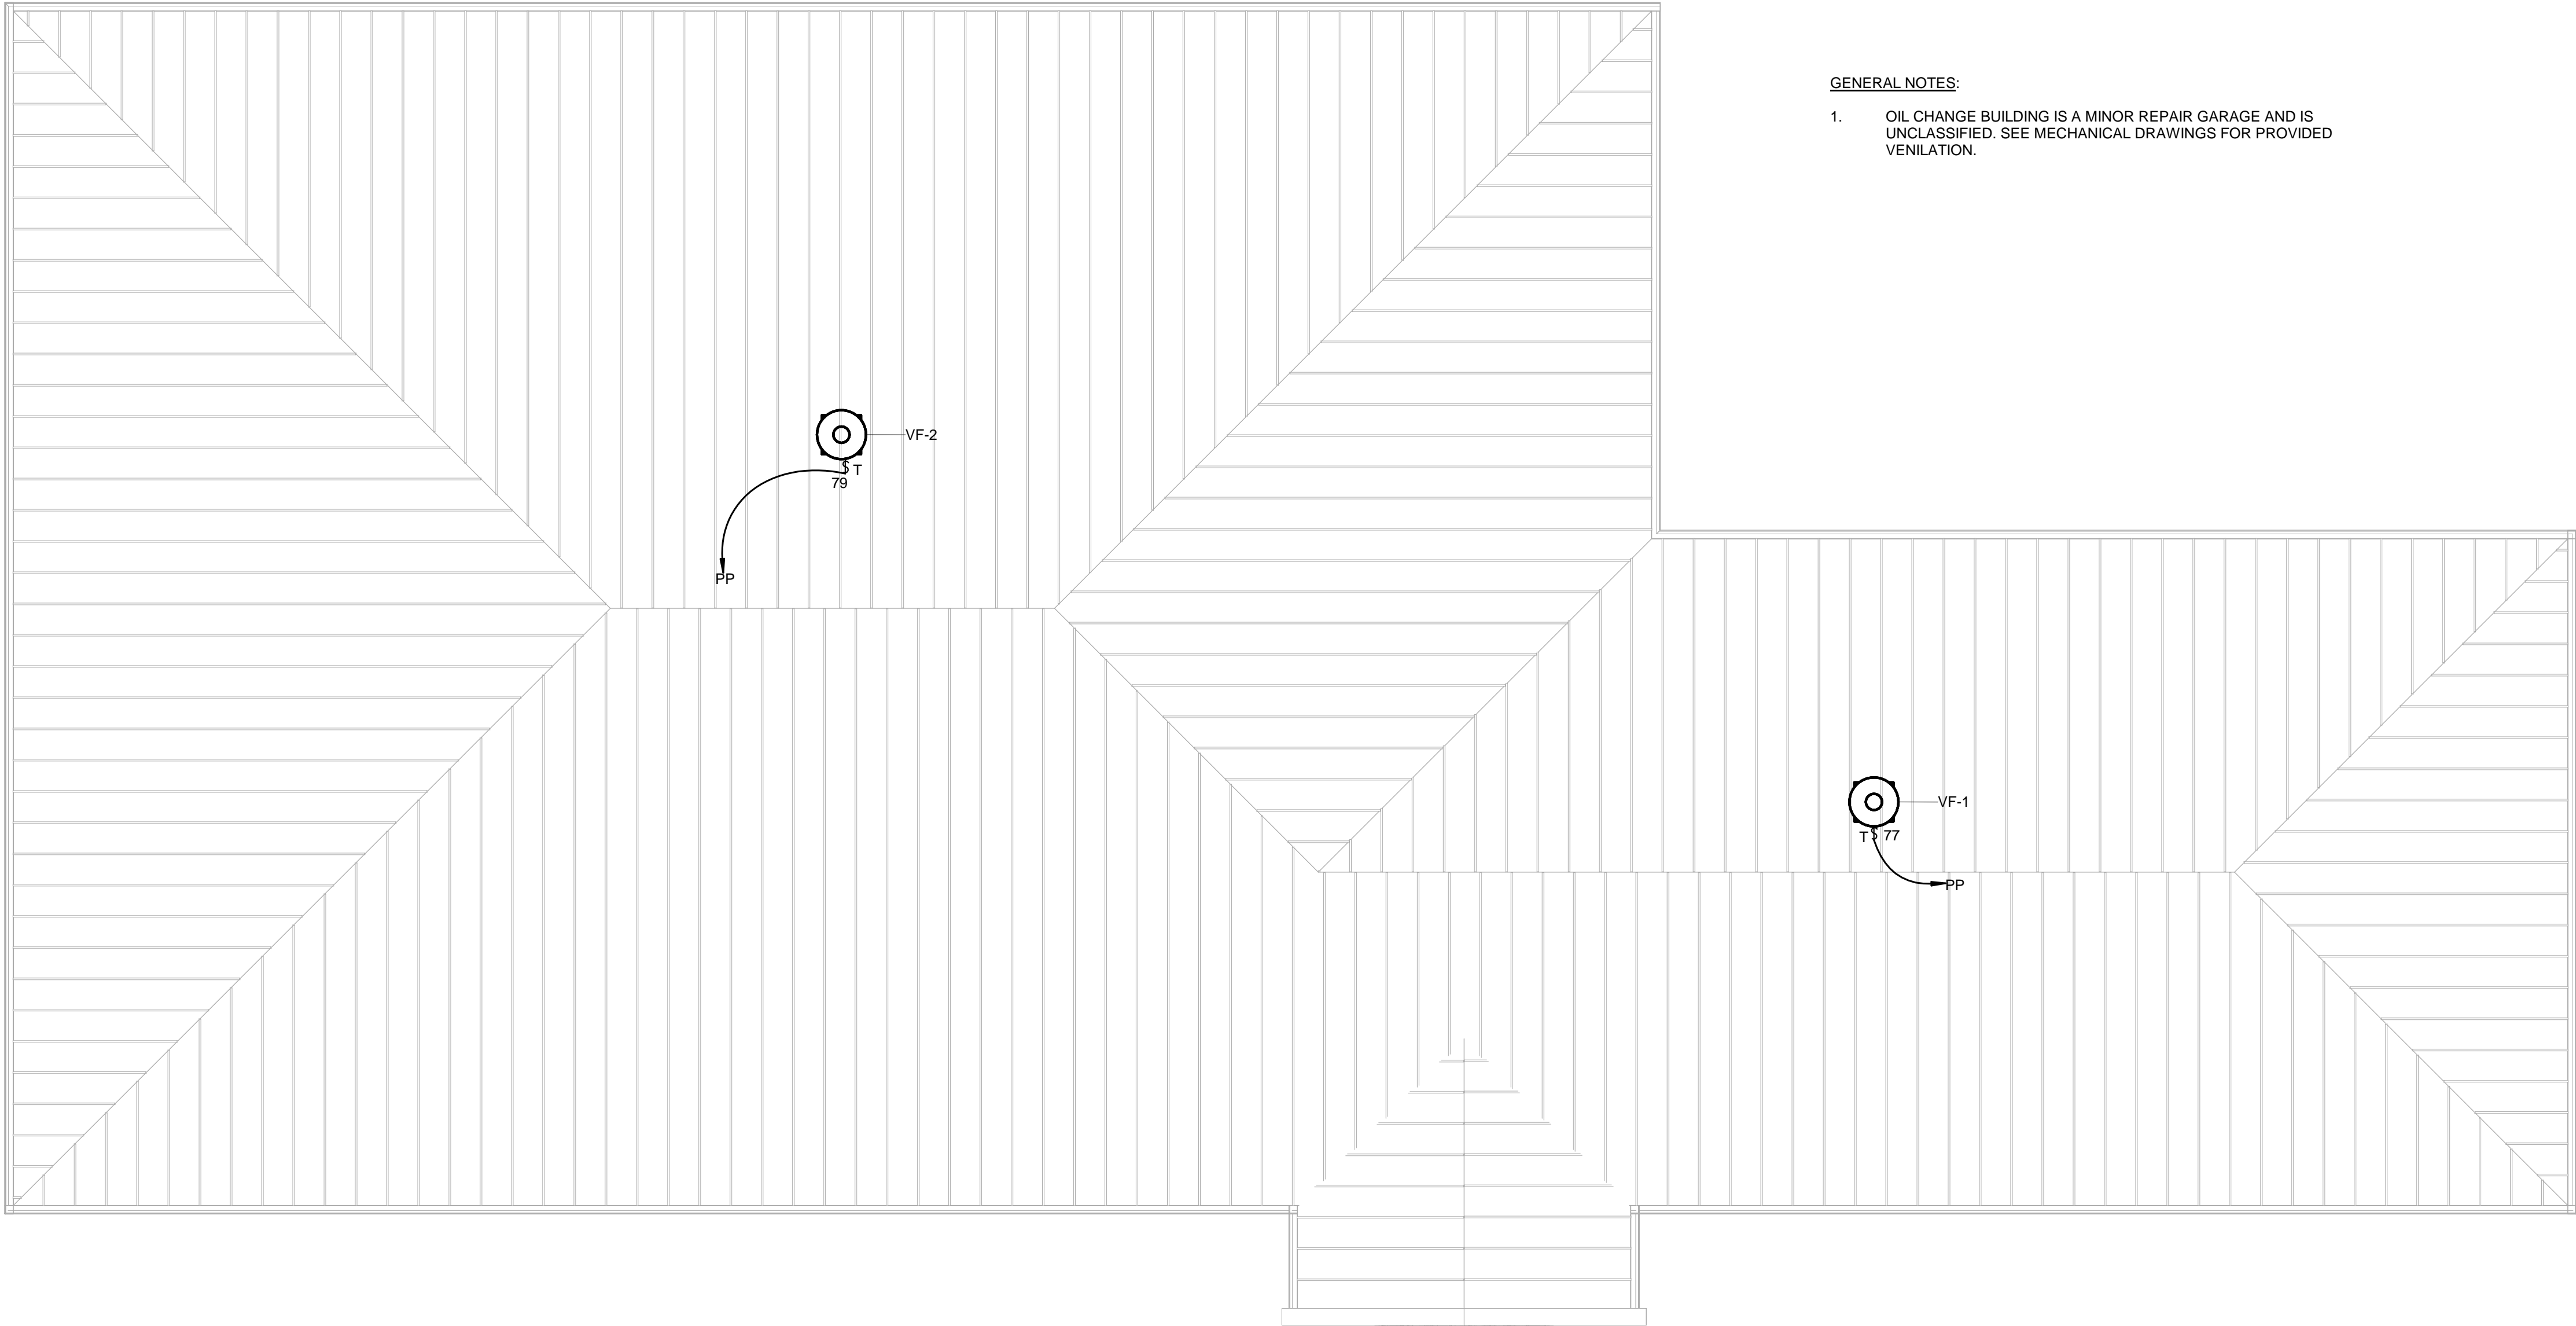 GENERAL NOTES:
1. OIL CHANGE BUILDING IS A MINOR REPAIR GARAGE AND IS
UNCLASSIFIED. SEE MECHANICAL DRAWINGS FOR PROVIDED
VENILATION.
VF-2
$ T
79
PP
VF-1
T $ 77
PP